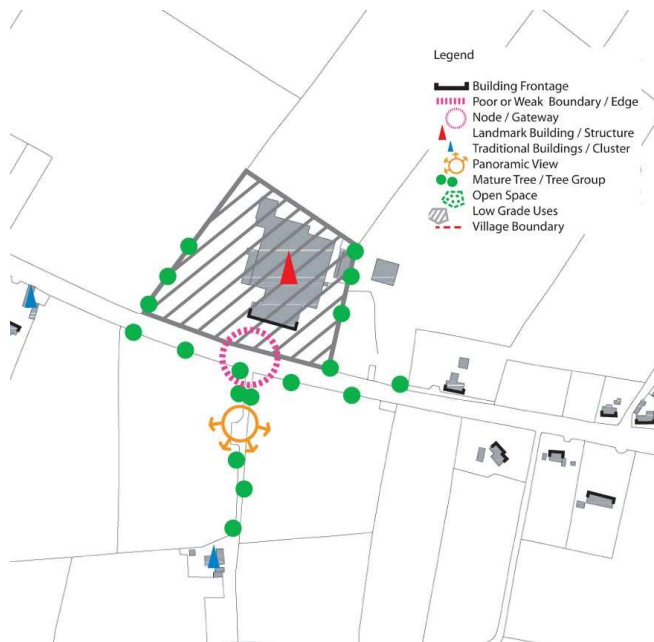 Legend
Building Frontage
Poor or Weak Boundary / Edge
Node / Gateway
Landmark Building / Structure
Traditional Buildings / Cluster
Panoramic View
Mature Tree / Tree Group
Open Space
Low Grade Uses
Village Boundary